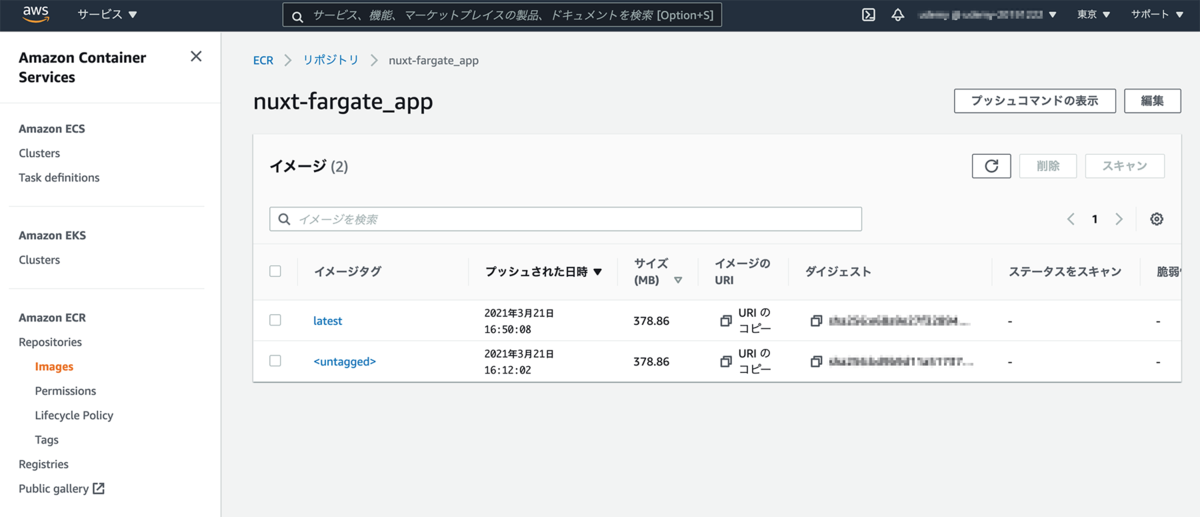 aws
サービス ▼
サービス、機能、マーケットプレイスの製品、ドキュメントを検索 [Option+S]
東京 ▼
サポート ▼
Amazon Container
Services
Amazon ECS
Clusters
Task definitions
Amazon EKS
Clusters
Amazon ECR
Repositories
Images
Permissions
Lifecycle Policy
Tags
Registries
Public gallery
ECR > リポジトリ > nuxt-fargate_app
nuxt-fargate_app
プッシュコマンドの表示
編集
イメージ (2)
削除
スキャン
イメージを検索
1
イメージタグ
プッシュされた日時 ▼
サイズ
(MB)
イメージの
URI
ダイジェスト
ステータスをスキャン
脆弱
latest
2021年3月21日
16:50:08
378.86
URI の
コピー
-
-
<untagged>
2021年3月21日
16:12:02
378.86
URI の
コピー
-
-